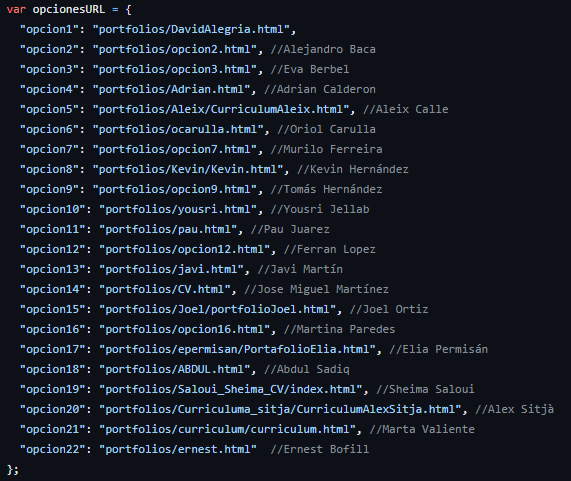 var opcionesURL = {
"opcion1": "portfolios/DavidAlegria.html",
"opcion2": "portfolios/opcion2.html", //Alejandro Baca
"opcion3": "portfolios/opcion3.html", //Eva Berbel
"opcion4": "portfolios/Adrian.html", //Adrian Calderon
"opcion5": "portfolios/Aleix/CurriculumAleix.html", //Aleix Calle
"opcion6": "portfolios/ocarulla.html", //Oriol Carulla
"opcion7": "portfolios/opcion7.html", //Murilo Ferreira
"opcion8": "portfolios/Kevin/Kevin.html", //Kevin Hernández
"opcion9": "portfolios/opcion9.html", //Tomás Hernández
"opcion10": "portfolios/yousri.html", //Yousri Jellab
"opcion11": "portfolios/pau.html", //Pau Juarez
"opcion12": "portfolios/opcion12.html", //Ferran Lopez
"opcion13": "portfolios/javi.html", //Javi Martín
"opcion14": "portfolios/CV.html", //Jose Miguel Martínez
"opcion15": "portfolios/Joel/portfolioJoel.html", //Joel Ortiz
"opcion16": "portfolios/opcion16.html", //Martina Paredes
"opcion17": "portfolios/epermisan/PortafolioElia.html", //Elia Permisán
"opcion18": "portfolios/ABDUL.html", //Abdul Sadiq
"opcion19": "portfolios/Saloui_Sheima_CV/index.html", //Sheima Saloui
"opcion20": "portfolios/Curriculuma_sitja/CurriculumAlexSitja.html", //Alex Sitjà
"opcion21": "portfolios/curriculum/curriculum.html", //Marta Valiente
"opcion22": "portfolios/ernest.html" //Ernest Bofill
};